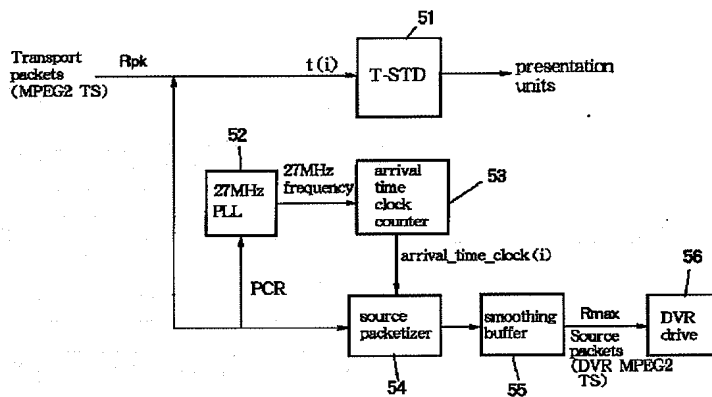 51
Transport
packets
(MPEG2 TS)
Rpk
t(i)
T-STD
presentation
units
52
27MHz
PLL
27MHz
frequency
arrival
time
clock
counter
53
arrival_time_clock(i)
PCR
source
packetizer
54
smoothing
buffer
55
Rmax
Source
packets
(DVR MPEG2
TS)
56
DVR
drive